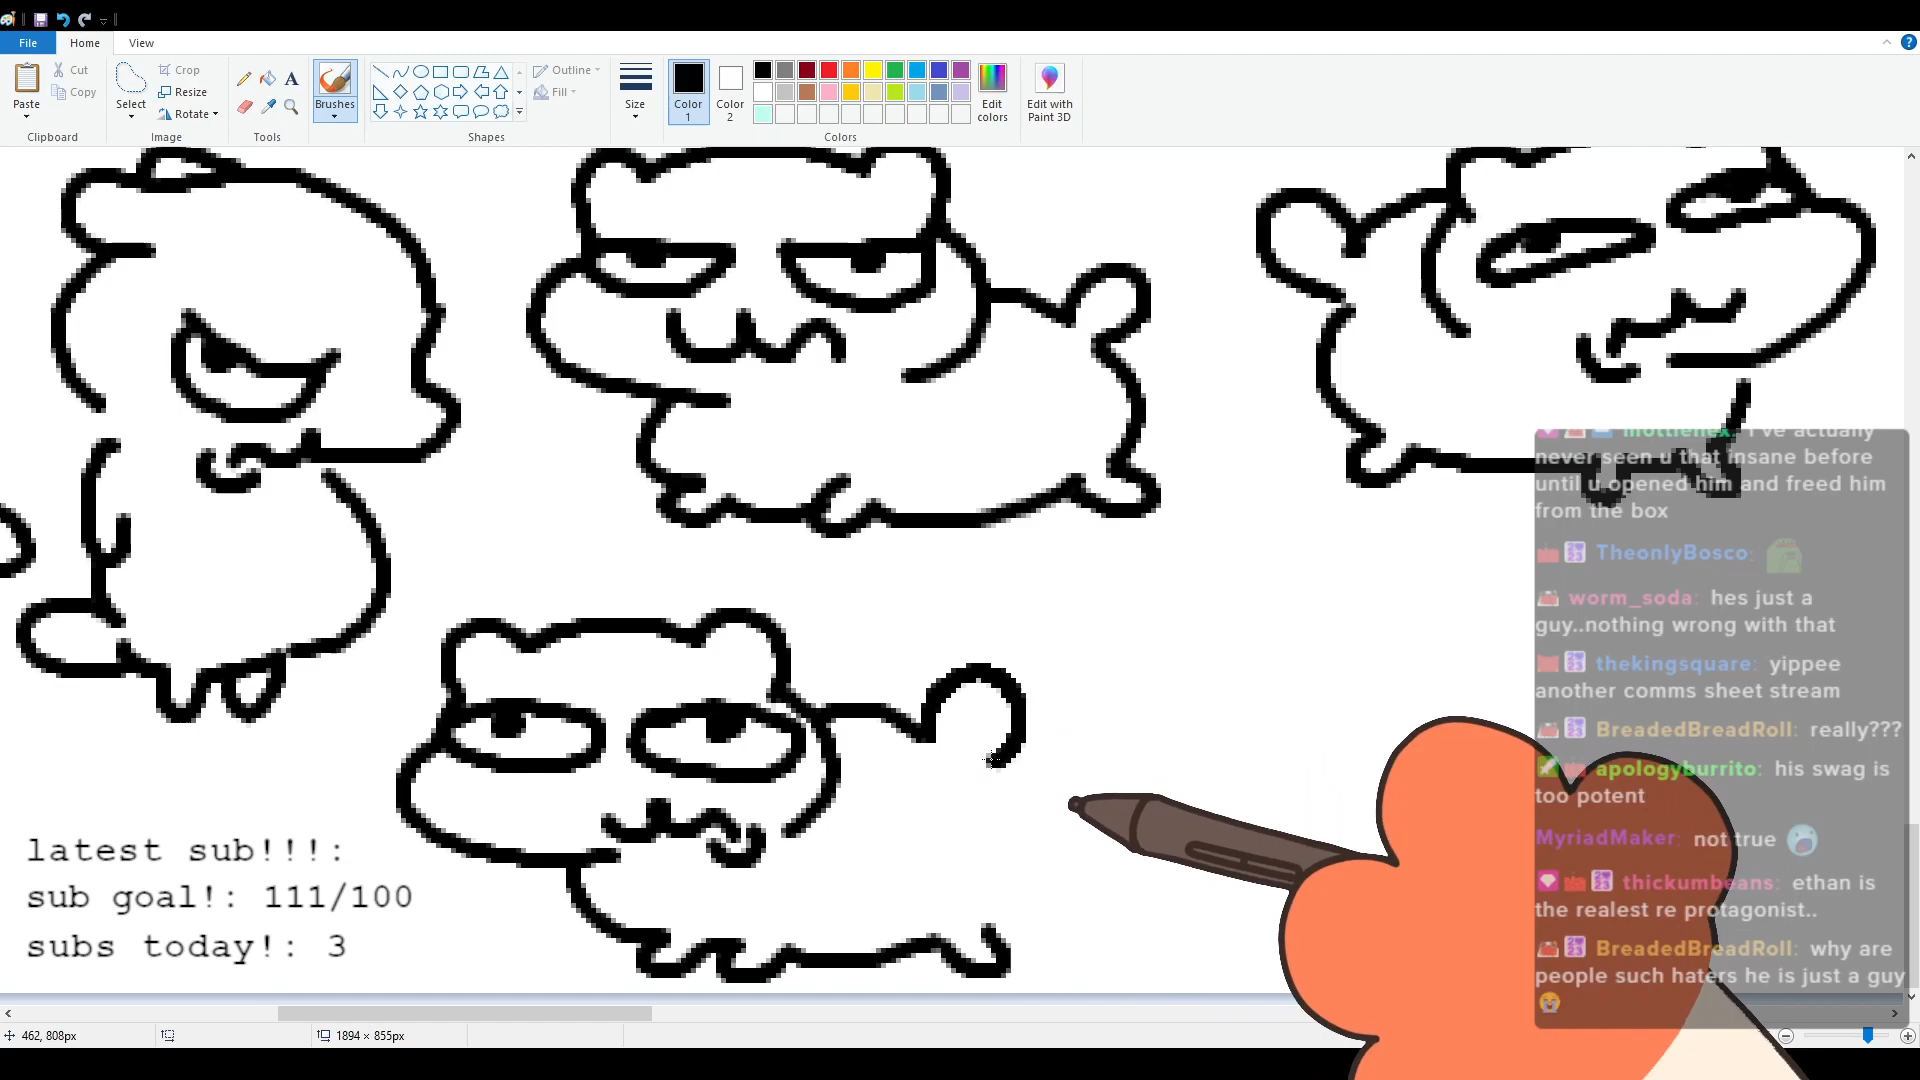 File Home View
Paste Cut Copy Select Crop Resize Rotate Brushes Outline Fill Size Color 1 Color 2 Edit colors Edit with Paint 3D
Clipboard Image Tools Shapes Colors
mottienex: i've actually
never seen u that insane before
until u opened him and freed him
from the box
TheonlyBosco:
worm_soda: hes just a
guy..nothing wrong with that
thekingsquare: yippee
another comms sheet stream
BreadedBreadRoll: really???
apologyburrito: his swag is
too potent
MyriadMaker: not true
thickumbeans: ethan is
the realest re protagonist..
BreadedBreadRoll: why are
people such haters he is just a guy
latest sub!!!:
sub goal!: 111/100
subs today!: 3
462, 808px
1894 × 855px